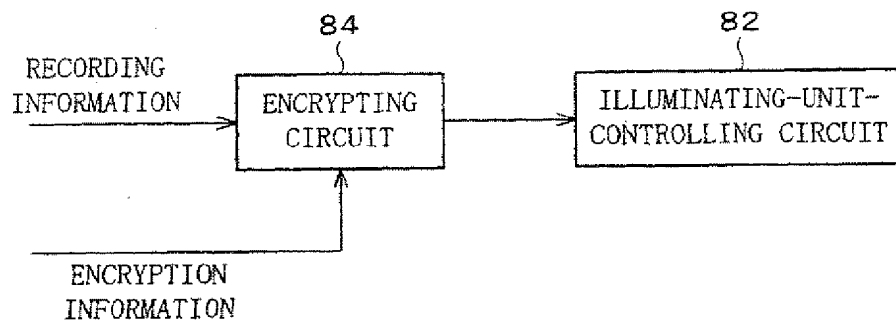 84
82
RECORDING
INFORMATION
ENCRYPTING
CIRCUIT
ILLUMINATING-UNIT-
CONTROLLING CIRCUIT
ENCRYPTION
INFORMATION